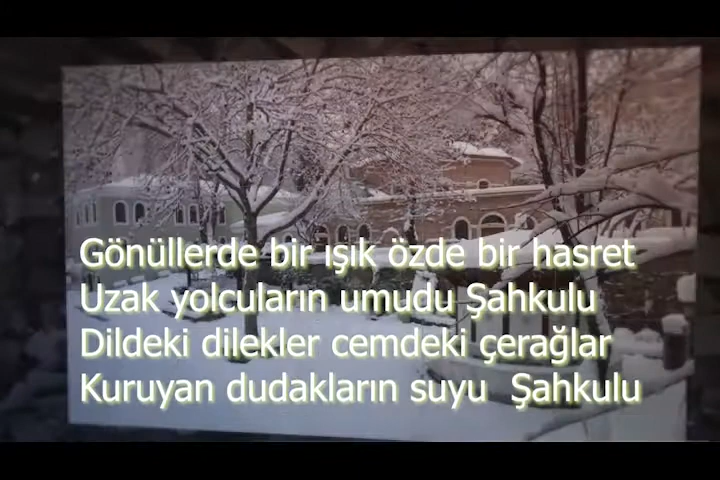 Gönüllerde bir ışık özde bir hasret
Uzak yolcuların umudu Şahkulu
Dildeki dilekler cemdeki çerağlar
Kuruyan dudakların suyu Şahkulu